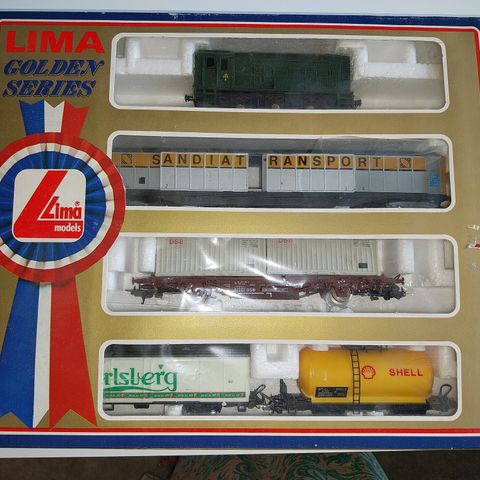 LIMA
GOLDEN
SERIES
Lima
models
SANDIAT RANSPORT
DSB
DSB
rlsberg
SHELL